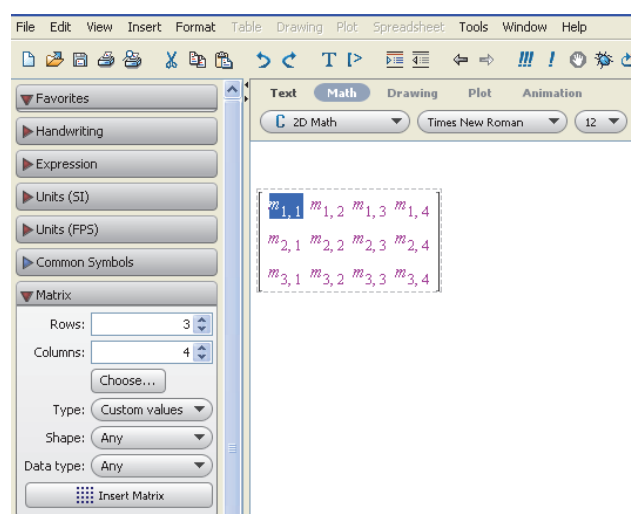 File Edit View Insert Format Table Drawing Plot Spreadsheet Tools Window Help
T
!!! !
Favorites
Handwriting
Expression
Units (SI)
Units (FPS)
Common Symbols
Matrix
Rows: 3
Columns: 4
Choose...
Type: Custom values
Shape: Any
Data type: Any
Insert Matrix
Text Math Drawing Plot Animation
C 2D Math Times New Roman 12
m1, 1 m1, 2 m1, 3 m1, 4
m2, 1 m2, 2 m2, 3 m2, 4
m3, 1 m3, 2 m3, 3 m3, 4